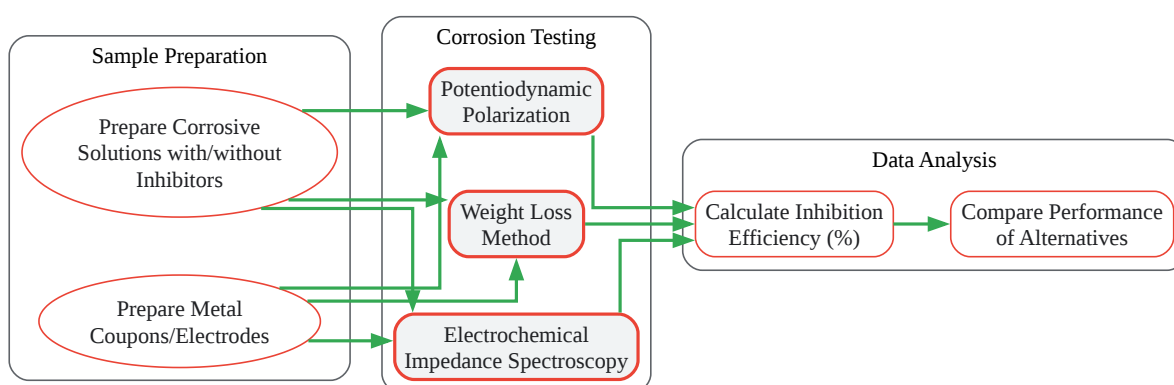 Sample Preparation
Prepare Corrosive
Solutions with/without
Inhibitors
Prepare Metal
Coupons/Electrodes
Corrosion Testing
Potentiodynamic
Polarization
Weight Loss
Method
Electrochemical
Impedance Spectroscopy
Data Analysis
Calculate Inhibition
Efficiency (%)
Compare Performance
of Alternatives